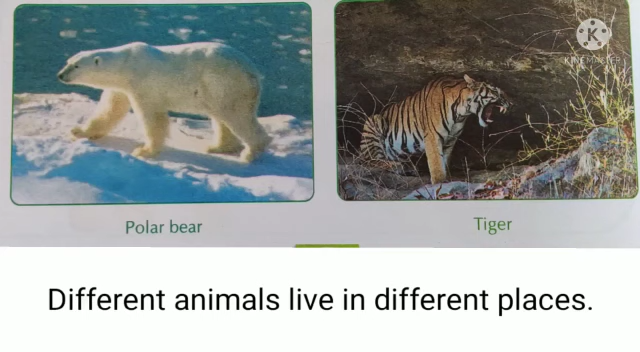 K
KINEMASTER
Polar bear
Tiger
Different animals live in different places.